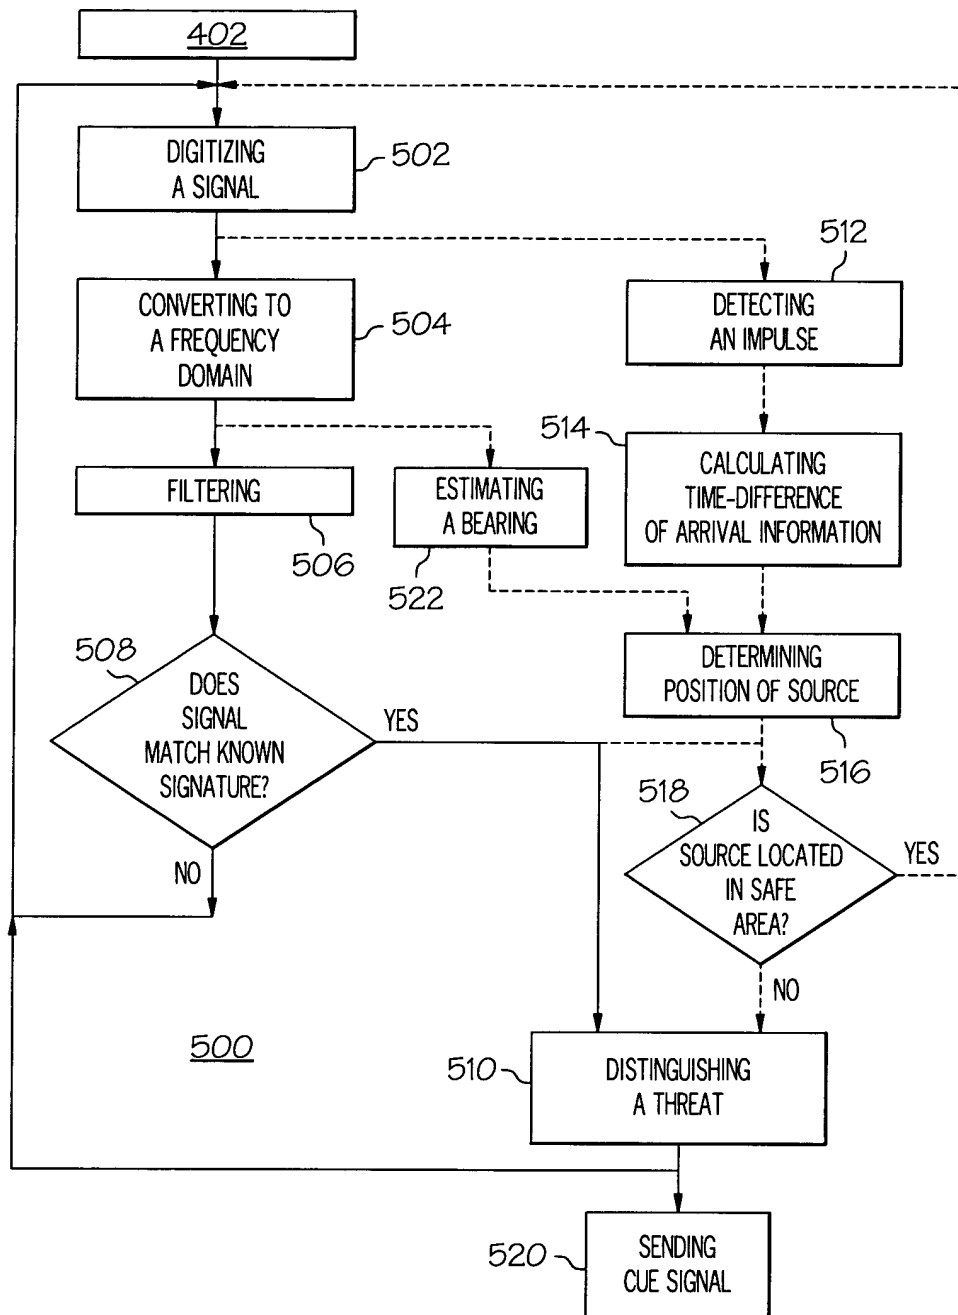 402
DIGITIZING
A SIGNAL
502
CONVERTING TO
A FREQUENCY
DOMAIN
504
512
DETECTING
AN IMPULSE
514
CALCULATING
TIME-DIFFERENCE
OF ARRIVAL INFORMATION
FILTERING
506
ESTIMATING
A BEARING
522
DETERMINING
POSITION OF SOURCE
516
508
DOES
SIGNAL
MATCH KNOWN
SIGNATURE?
YES
NO
518
IS
SOURCE LOCATED
IN SAFE
AREA?
YES
NO
500
510
DISTINGUISHING
A THREAT
520
SENDING
CUE SIGNAL